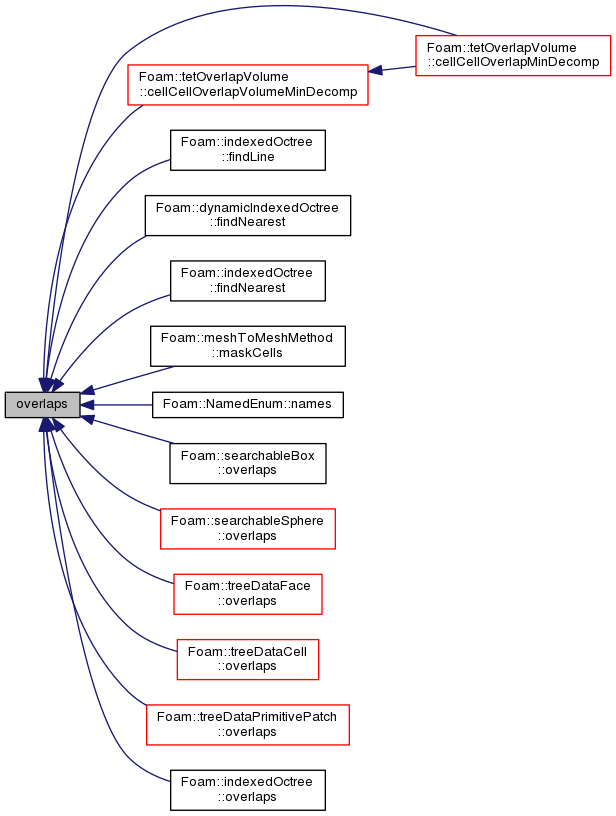 Foam::tetOverlapVolume
::cellCellOverlapMinDecomp
Foam::tetOverlapVolume
::cellCellOverlapVolumeMinDecomp
Foam::indexedOctree
::findLine
Foam::dynamicIndexedOctree
::findNearest
Foam::indexedOctree
::findNearest
Foam::meshToMeshMethod
::maskCells
overlaps
Foam::NamedEnum::names
Foam::searchableBox
::overlaps
Foam::searchableSphere
::overlaps
Foam::treeDataFace
::overlaps
Foam::treeDataCell
::overlaps
Foam::treeDataPrimitivePatch
::overlaps
Foam::indexedOctree
::overlaps